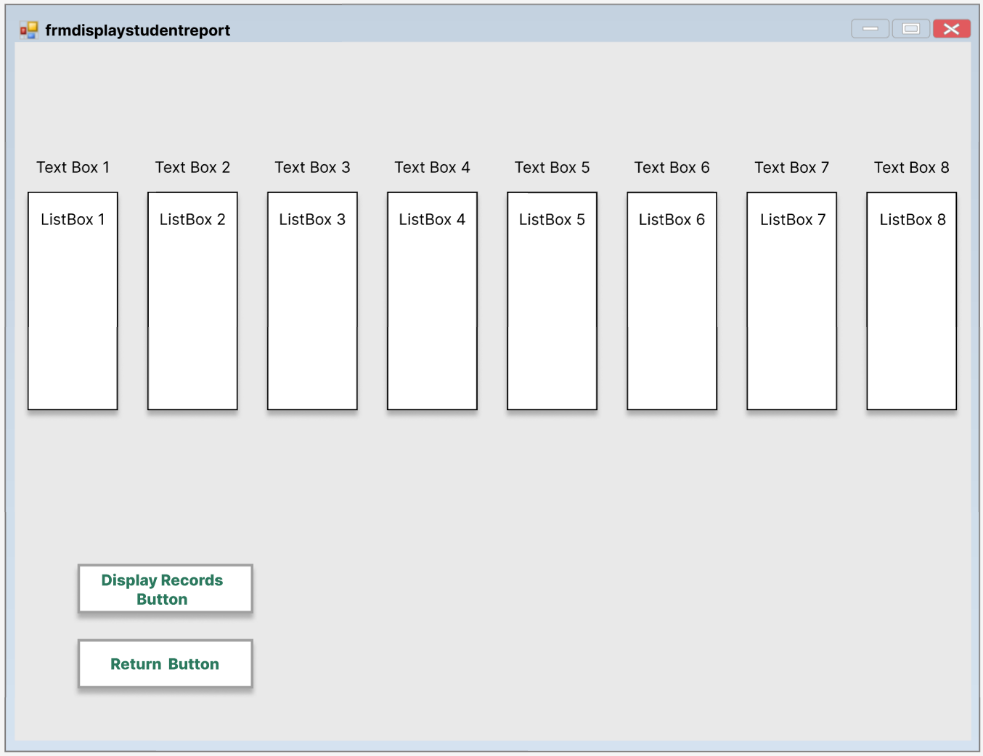 frmdisplaystudentreport
Text Box 1 Text Box 2 Text Box 3 Text Box 4 Text Box 5 Text Box 6 Text Box 7 Text Box 8
ListBox 1 ListBox 2 ListBox 3 ListBox 4 ListBox 5 ListBox 6 ListBox 7 ListBox 8
Display Records
Button
Return Button